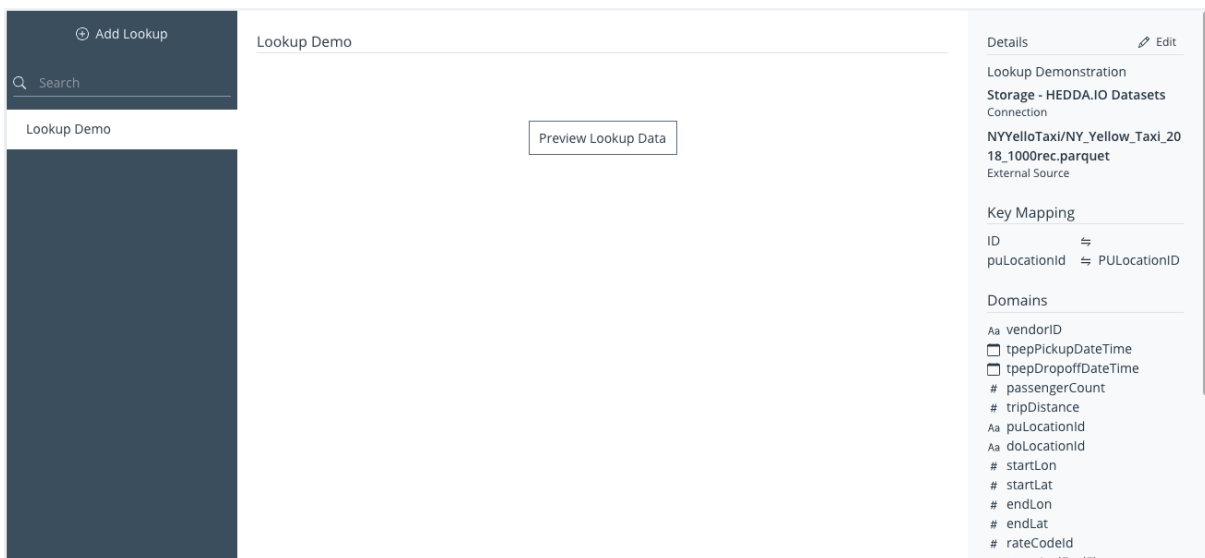 Add Lookup
Search
Lookup Demo
Lookup Demo
Preview Lookup Data
Details
Edit
Lookup Demonstration
Storage - HEDDA.IO Datasets
Connection
NYYelloTaxi/NY_Yellow_Taxi_20
18_1000rec.parquet
External Source
Key Mapping
ID ⇋
puLocationId ⇋ PULocationID
Domains
Aa vendorID
tpepPickupDateTime
tpepDropoffDateTime
# passengerCount
# tripDistance
Aa puLocationId
Aa doLocationId
# startLon
# startLat
# endLon
# endLat
# rateCodeId